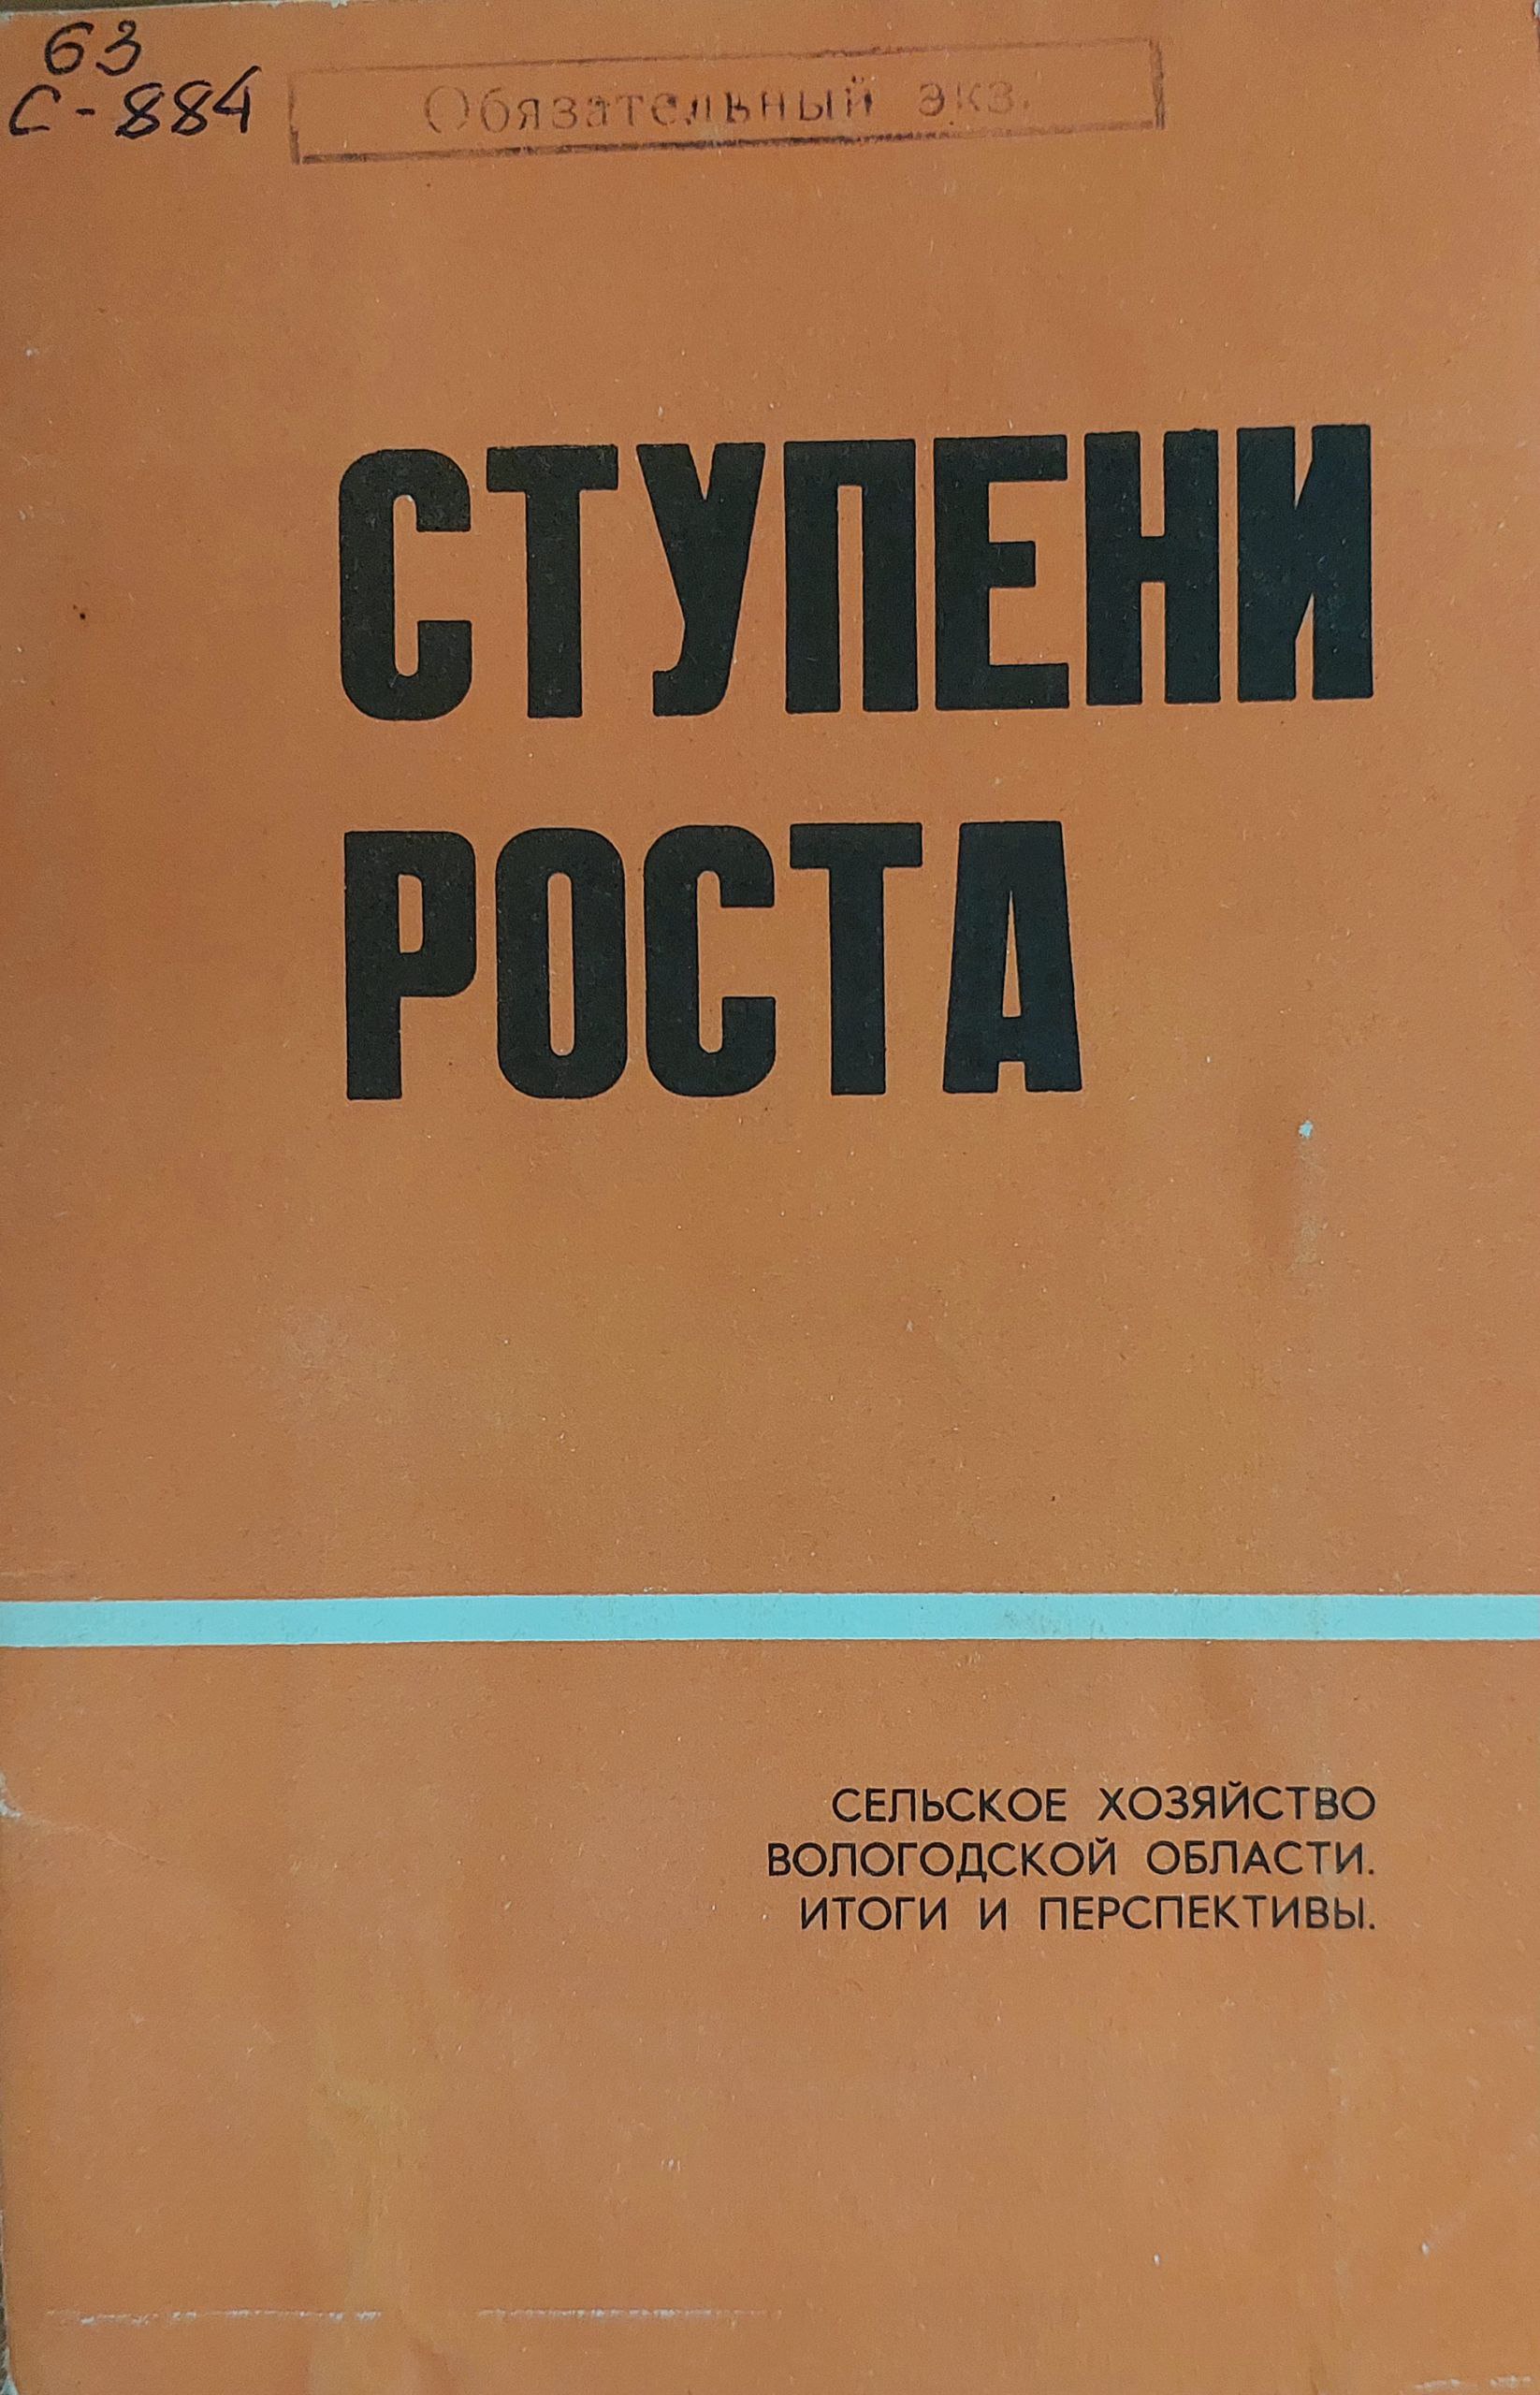 63
С-884
Обязательный экз.
СТУПЕНИ
РОСТА
СЕЛЬСКОЕ ХОЗЯЙСТВО
ВОЛОГОДСКОЙ ОБЛАСТИ.
ИТОГИ И ПЕРСПЕКТИВЫ.